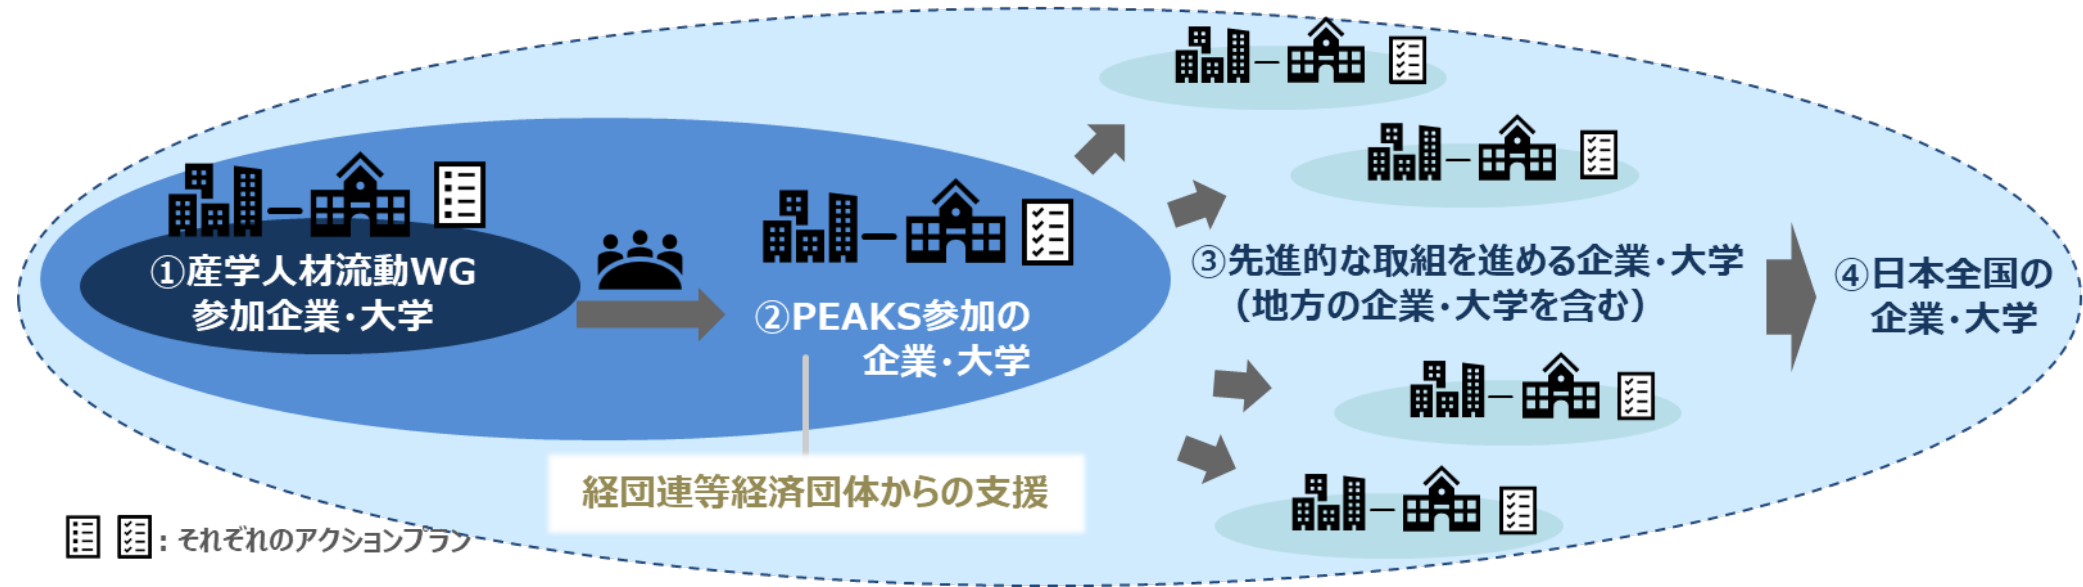 ①産学人材流動WG
参加企業・大学
②PEAKS参加の
企業・大学
経団連等経済団体からの支援
③先進的な取組を進める企業・大学
（地方の企業・大学を含む）
④日本全国の
企業・大学
：それぞれのアクションプラン